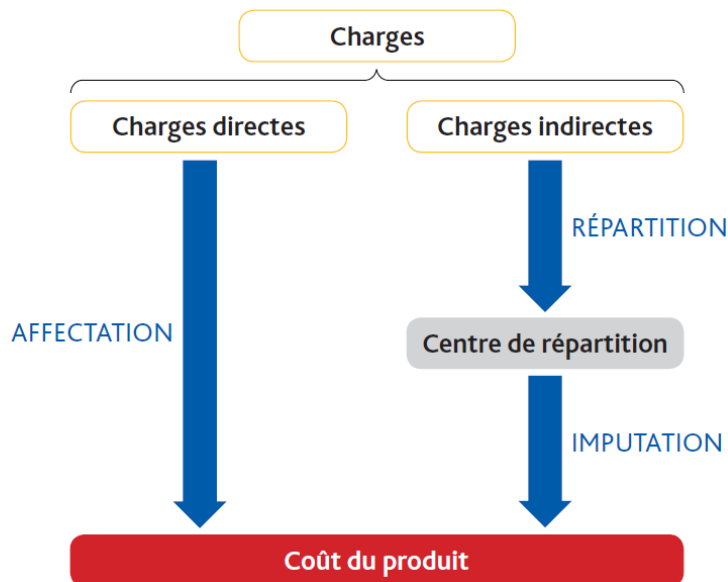 Charges
Charges directes
Charges indirectes
RÉPARTITION
AFFECTATION
Centre de répartition
IMPUTATION
Coût du produit